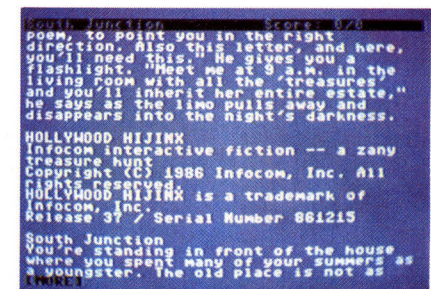 South Junction Score: 0/0
poem, to point you in the right
direction. Also this letter, and here,
you'll need this." He gives you a
flashlight. "Meet me at 9 a.m. in the
living room with all the treasures
and you'll inherit her entire estate,"
he says as the limo pulls away and
disappears into the night's darkness.
HOLLYWOOD HIJINX
Infocom interactive fiction -- a zany
treasure hunt
Copyright (C) 1986 Infocom, Inc. All
rights reserved.
HOLLYWOOD HIJINX is a trademark of
Infocom, Inc.
Release 37 / Serial Number 861215
South Junction
You're standing in front of the house
where you spent many of your summers as
a youngster. The old place is not as
[MORE]